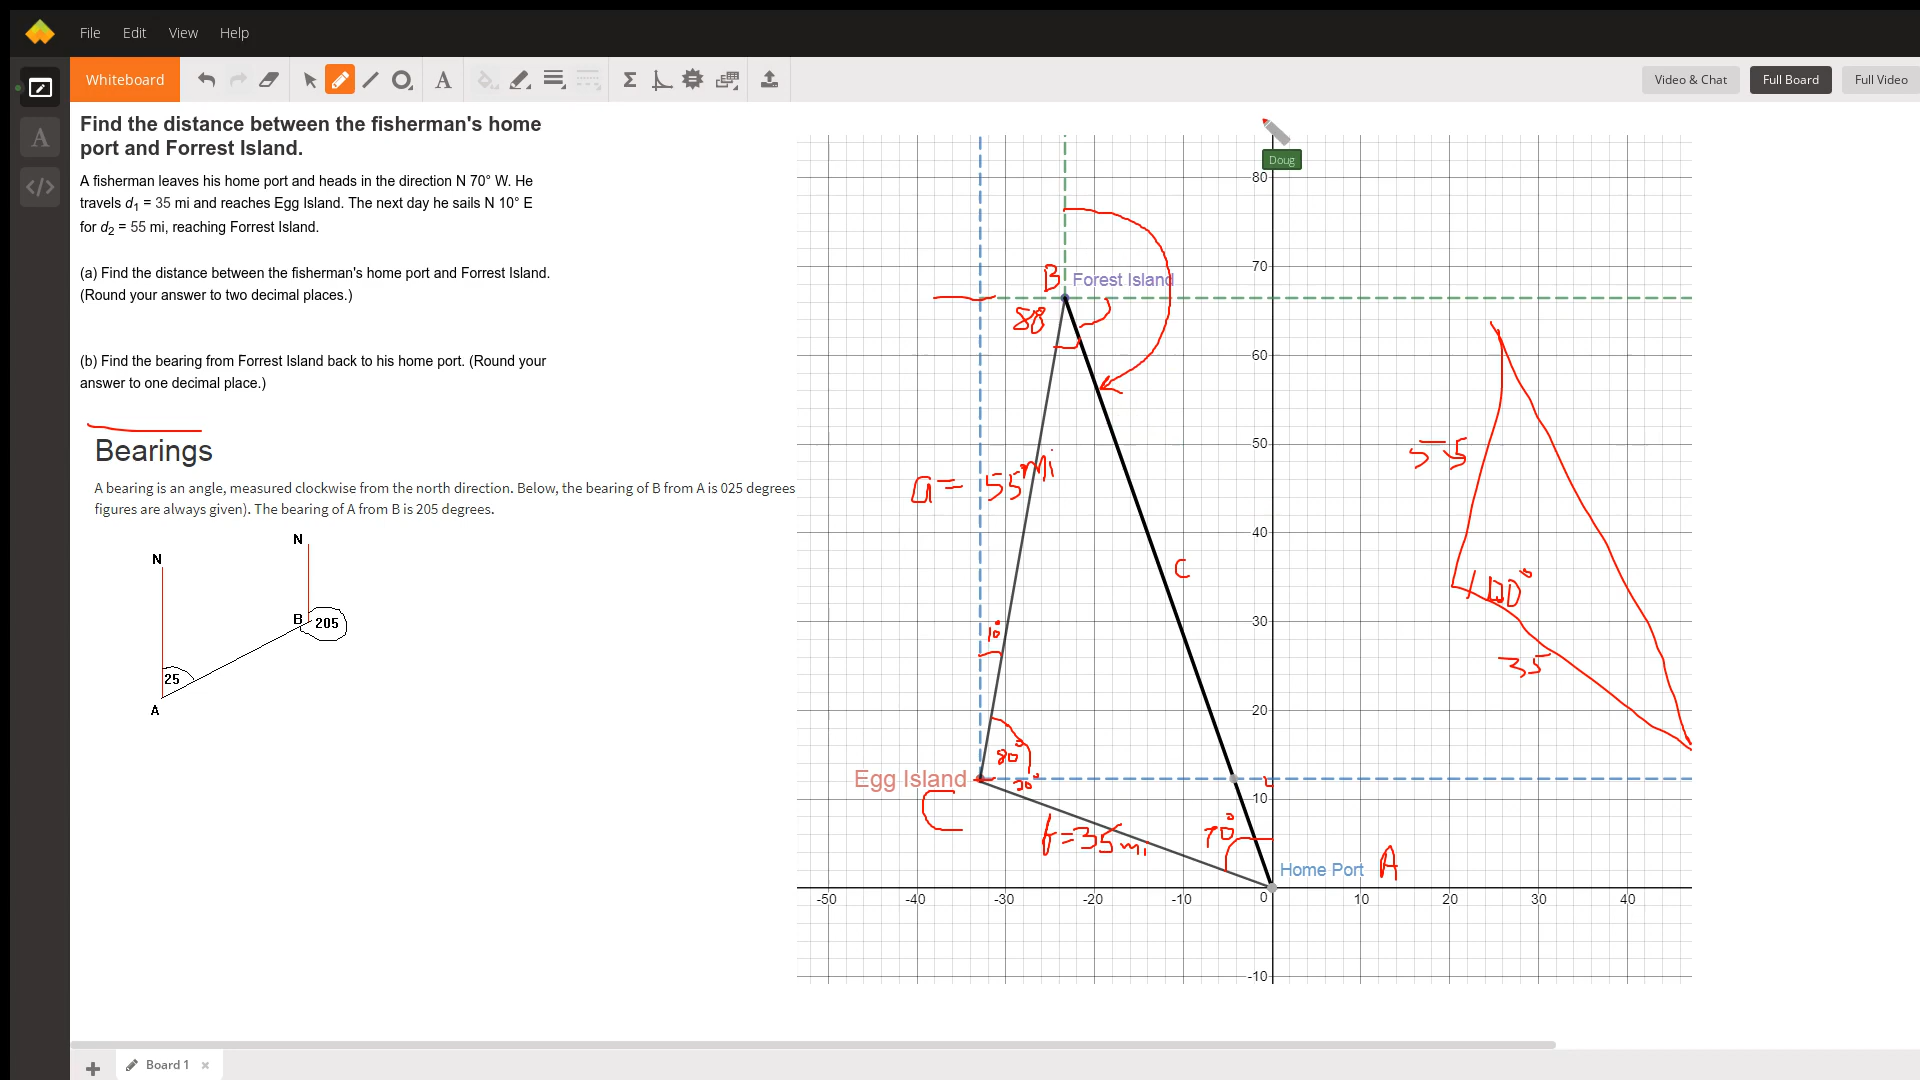 File Edit View Help
Whiteboard
Video & Chat
Full Board
Full Video
Find the distance between the fisherman's home
port and Forrest Island.
A fisherman leaves his home port and heads in the direction N 70° W. He
travels d1 = 35 mi and reaches Egg Island. The next day he sails N 10° E
for d2 = 55 mi, reaching Forrest Island.
(a) Find the distance between the fisherman's home port and Forrest Island.
(Round your answer to two decimal places.)
(b) Find the bearing from Forrest Island back to his home port. (Round your
answer to one decimal place.)
Bearings
A bearing is an angle, measured clockwise from the north direction. Below, the bearing of B from A is 025 degrees
figures are always given). The bearing of A from B is 205 degrees.
N
N
B
205
25
A
Doug
80
70
60
50
40
30
20
10
0
-10
-50
-40
-30
-20
-10
10
20
30
40
B
Forest Island
80
a = 55 mi
C
10°
80°
20°
Egg Island
C
b = 35 mi
70°
Home Port
A
55
100°
35
Board 1